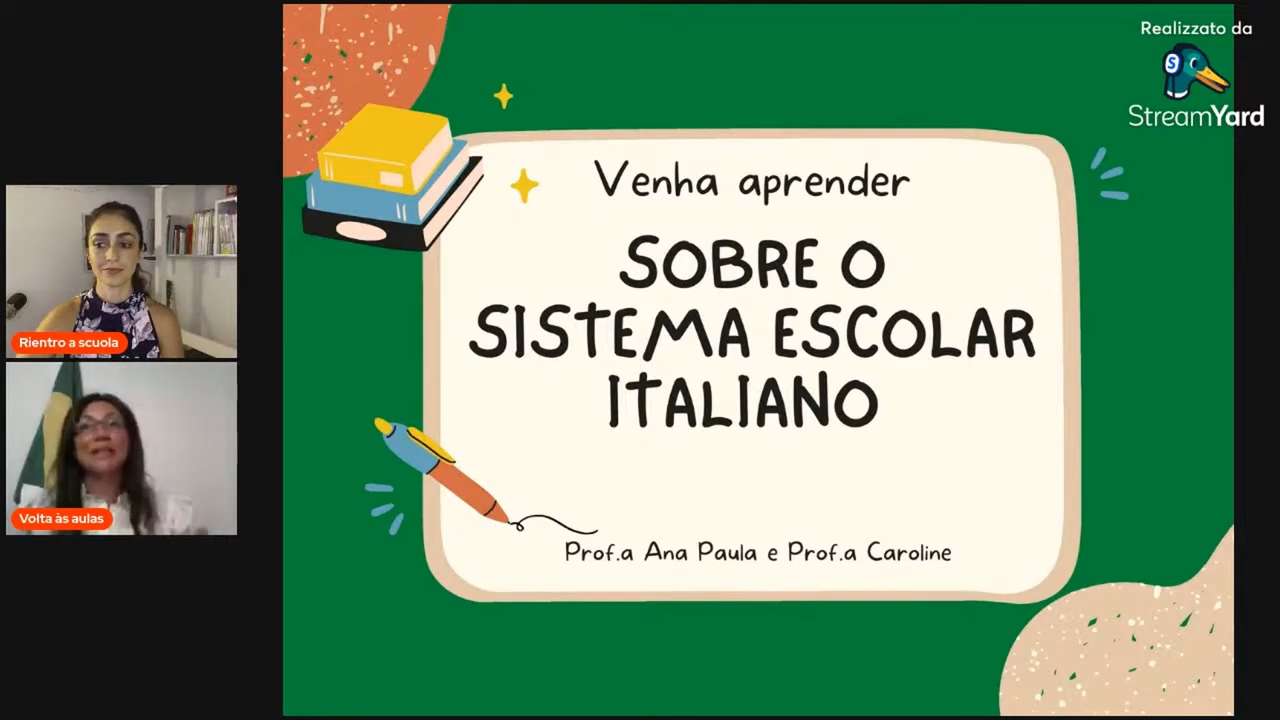 Realizzato da
StreamYard
Venha aprender
SOBRE O
SISTEMA ESCOLAR
ITALIANO
Prof.a Ana Paula e Prof.a Caroline
Rientro a scuola
Volta às aulas